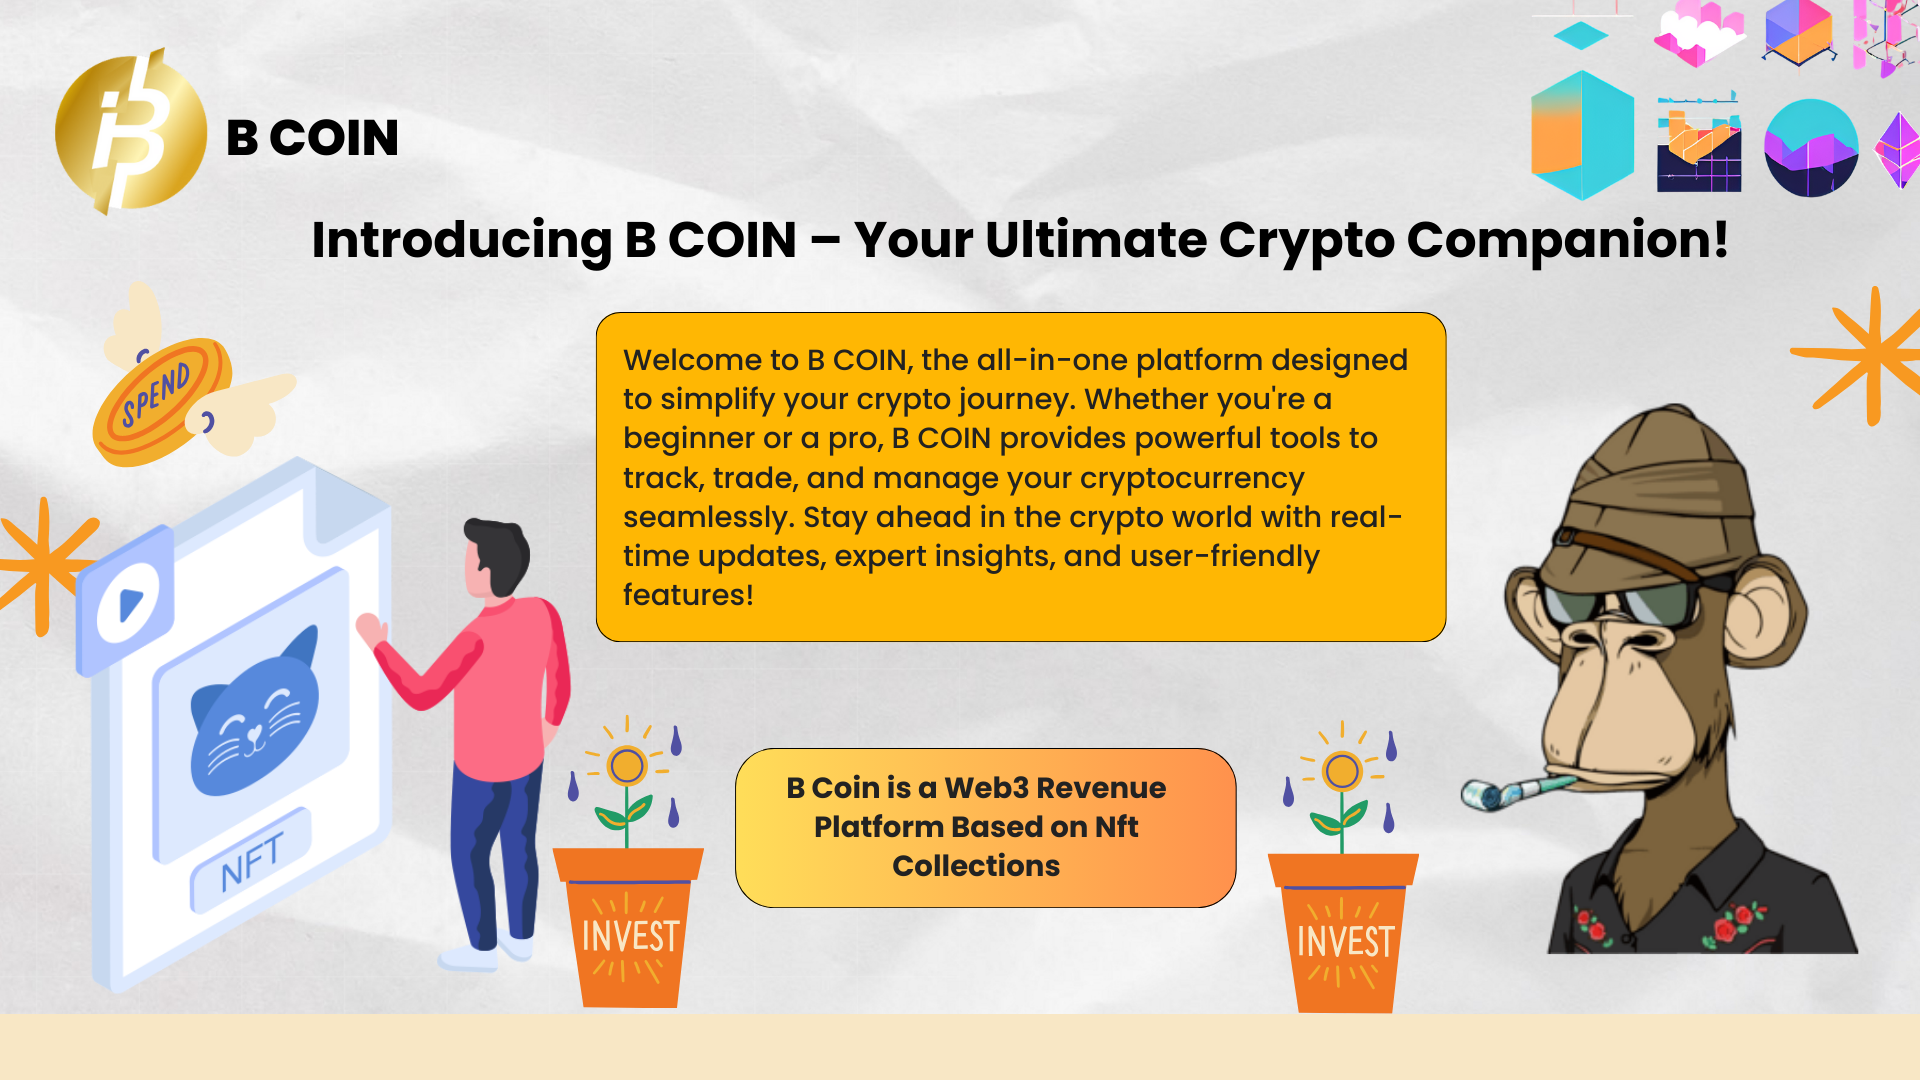 B COIN
Introducing B COIN – Your Ultimate Crypto Companion!
SPEND
Welcome to B COIN, the all-in-one platform designed
to simplify your crypto journey. Whether you're a
beginner or a pro, B COIN provides powerful tools to
track, trade, and manage your cryptocurrency
seamlessly. Stay ahead in the crypto world with real-
time updates, expert insights, and user-friendly
features!
NFT
B Coin is a Web3 Revenue
Platform Based on Nft
Collections
INVEST
INVEST